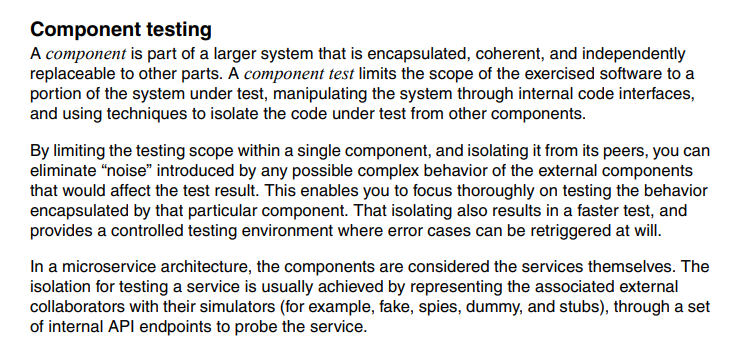 Component testing
A component is part of a larger system that is encapsulated, coherent, and independently
replaceable to other parts. A component test limits the scope of the exercised software to a
portion of the system under test, manipulating the system through internal code interfaces,
and using techniques to isolate the code under test from other components.
By limiting the testing scope within a single component, and isolating it from its peers, you can
eliminate “noise” introduced by any possible complex behavior of the external components
that would affect the test result. This enables you to focus thoroughly on testing the behavior
encapsulated by that particular component. That isolating also results in a faster test, and
provides a controlled testing environment where error cases can be retriggered at will.
In a microservice architecture, the components are considered the services themselves. The
isolation for testing a service is usually achieved by representing the associated external
collaborators with their simulators (for example, fake, spies, dummy, and stubs), through a set
of internal API endpoints to probe the service.